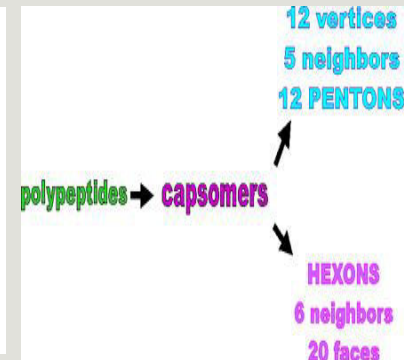 12 vertices
5 neighbors
12 PENTONS
polypeptides capsomers
HEXONS
6 neighbors
20 faces